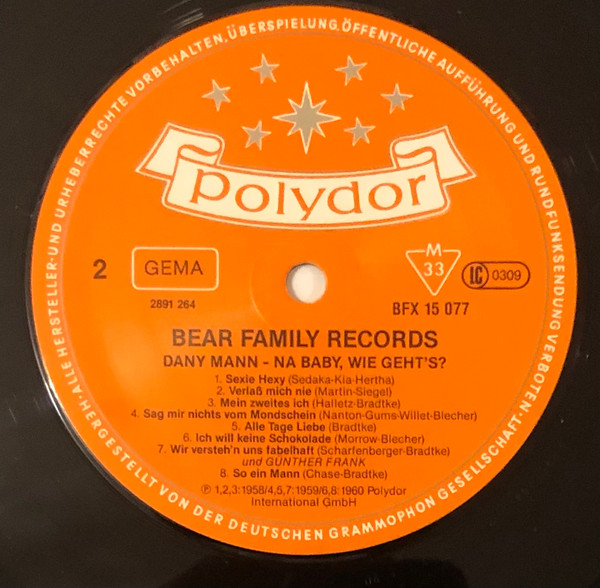 ·ALLE HERSTELLER-UND URHEBERRECHTE VORBEHALTEN, ÜBERSPIELUNG, ÖFFENTLICHE AUFFÜHRUNG UND RUNDFUNKSENDUNG VERBOTEN·
polydor
2
GEMA
2891 264
M
33
LC 0309
BFX 15 077
BEAR FAMILY RECORDS
DANY MANN - NA BABY, WIE GEHT'S?
1. Sexie Hexy (Sedaka-Kia-Hertha)
2. Verlaß mich nie (Martin-Siegel)
3. Mein zweites ich (Halletz-Bradtke)
4. Sag mir nichts vom Mondschein (Nanton-Gums-Willet-Blecher)
5. Alle Tage Liebe (Bradtke)
6. Ich will keine Schokolade (Morrow-Blecher)
7. Wir versteh'n uns fabelhaft (Scharfenberger-Bradtke)
und GÜNTHER FRANK
8. So ein Mann (Chase-Bradtke)
Ⓟ 1,2,3:1958/4,5,7: 1959/6,8: 1960 Polydor
International GmbH
HERGESTELLT VON DER DEUTSCHEN GRAMMOPHON GESELLSCHAFT·